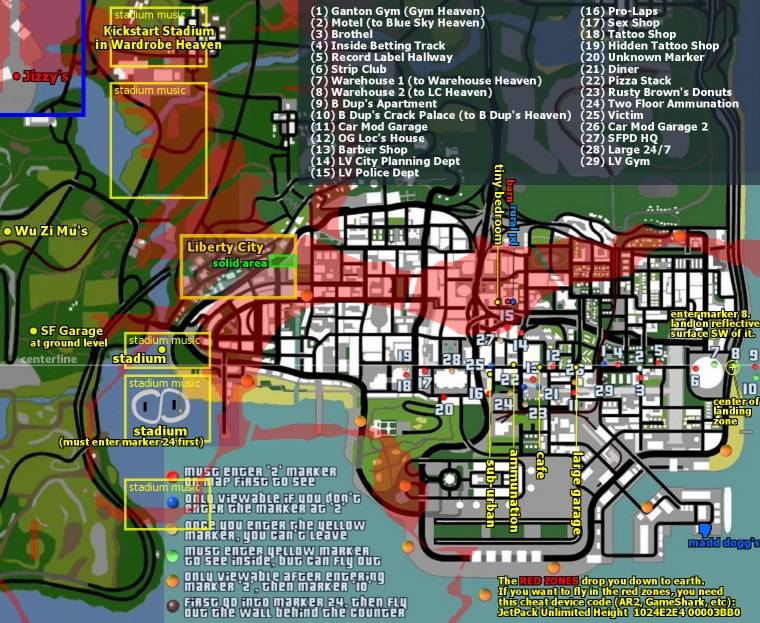 stadium music
Kickstart Stadium
in Wardrobe Heaven
Jizzy's
stadium music
(1) Ganton Gym (Gym Heaven)
(2) Motel (to Blue Sky Heaven)
(3) Brothel
(4) Inside Betting Track
(5) Record Label Hallway
(6) Strip Club
(7) Warehouse 1 (to Warehouse Heaven)
(8) Warehouse 2 (to LC Heaven)
(9) B Dup's Apartment
(10) B Dup's Crack Palace (to B Dup's Heaven)
(11) Car Mod Garage
(12) OG Loc's House
(13) Barber Shop
(14) LV City Planning Dept
(15) LV Police Dept
(16) Pro-Laps
(17) Sex Shop
(18) Tattoo Shop
(19) Hidden Tattoo Shop
(20) Unknown Marker
(21) Diner
(22) Pizza Stack
(23) Rusty Brown's Donuts
(24) Two Floor Ammunation
(25) Victim
(26) Car Mod Garage 2
(27) SFPD HQ
(28) Large 24/7
(29) LV Gym
tiny bedroom
barn
rural pd
Wu Zi Mu's
Liberty City
solid area
SF Garage
at ground level
centerline
stadium music
stadium
stadium music
stadium
(must enter marker 24 first)
stadium music
enter marker 8,
land on reflective
surface SW of it.
15
27
14
19
28
25
12
4
2
5
7
8
9
18
17
22
6
10
16
21
29
3
20
24
23
center of
landing
zone
sub-urban
ammunation
cafe
large garage
madd dogg's
must enter '2' marker
on map first to see
only viewable if you don't
enter the marker at '2'
once you enter the yellow
marker, you can't leave
must enter yellow marker
to see inside, but can fly out
only viewable after entering
marker '2', then marker '10'
first go into marker 24, then fly
out the wall behind the counter
The RED ZONES drop you down to earth.
If you want to fly in the red zones, you need
this cheat device code (AR2, GameShark, etc):
JetPack Unlimited Height 1024E2E4 00003BB0